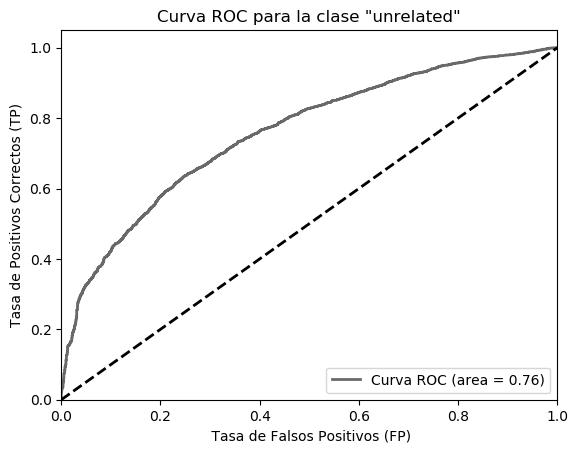 Curva ROC para la clase "unrelated"
Tasa de Positivos Correctos (TP)
1.0
0.8
0.6
0.4
0.2
0.0
0.0 0.2 0.4 0.6 0.8 1.0
Curva ROC (area = 0.76)
Tasa de Falsos Positivos (FP)